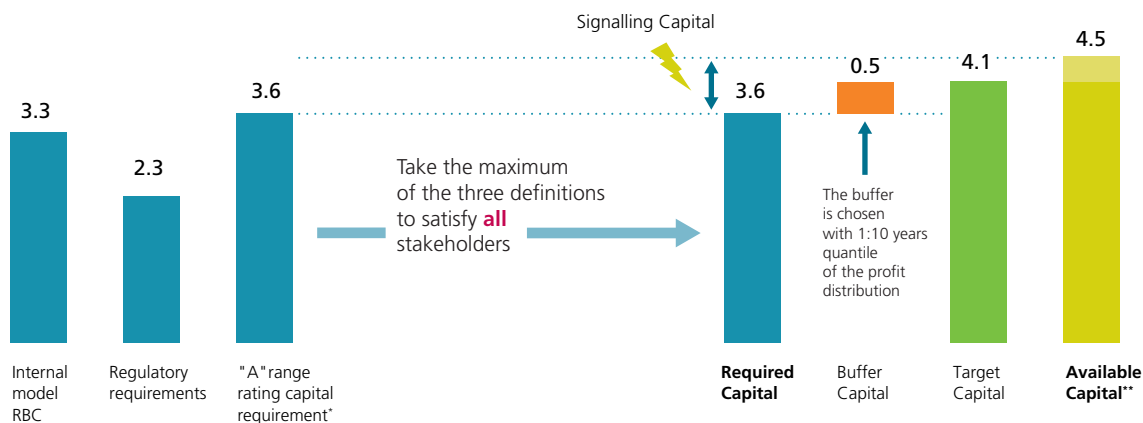 Signalling Capital
3.3
2.3
3.6
3.6
0.5
4.1
4.5
Take the maximum
of the three definitions
to satisfy all
stakeholders
The buffer
is chosen
with 1:10 years
quantile
of the profit
distribution
Internal
model
RBC
Regulatory
requirements
"A"range
rating capital
requirement*
Required
Capital
Buffer
Capital
Target
Capital
Available
Capital**